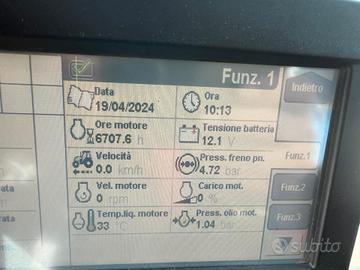 Funz. 1
Indietro
Data
19/04/2024
Ora
10:13
Ore motore
6707.6 h
Tensione batteria
12.1 V
Velocità
0.0 km/h
Press. freno pn.
4.72 bar
Funz.1
Vel. motore
0 rpm
Carico mot.
0 %
Funz.2
Temp.liq. motore
33 °C
Press. olio mot.
1.04 bar
Funz.3
subito